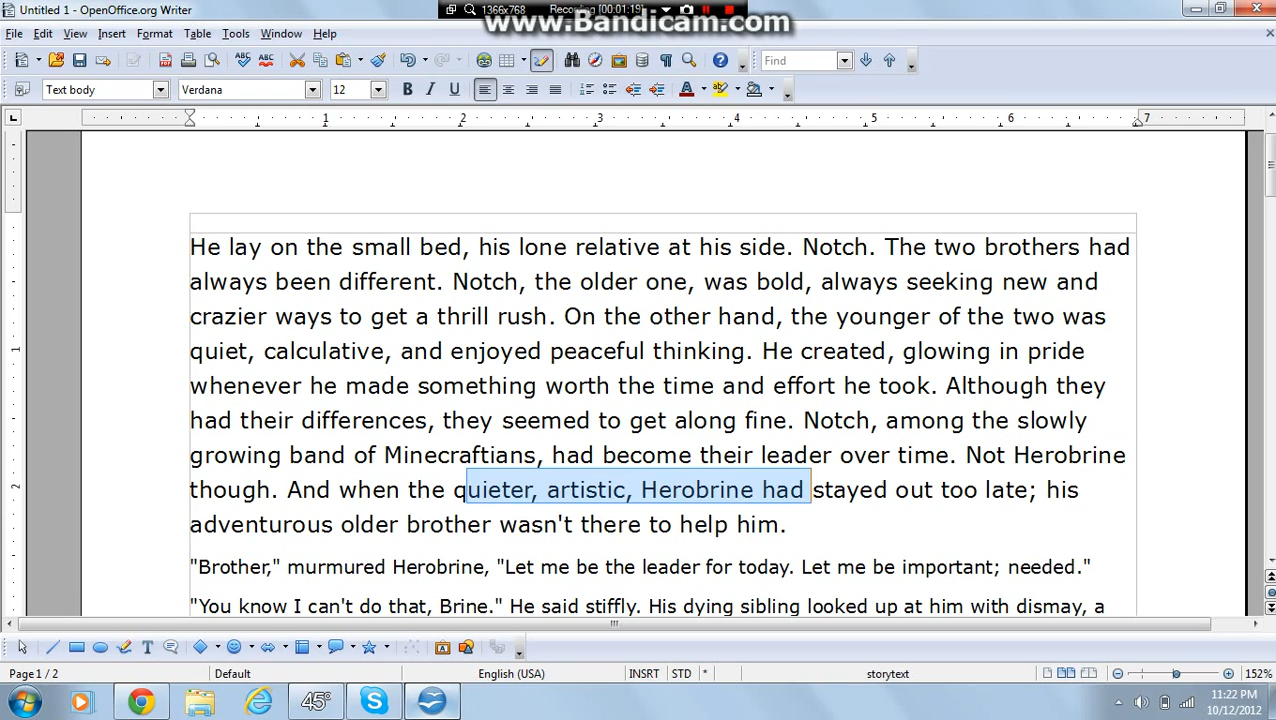 Untitled 1 - OpenOffice.org Writer
1366x768
Recording [00:01:19]
www.Bandicam.com
File Edit View Insert Format Table Tools Window Help
Find
Text body Verdana 12 B I U
1 2 3 4 5 6 7
He lay on the small bed, his lone relative at his side. Notch. The two brothers had
always been different. Notch, the older one, was bold, always seeking new and
crazier ways to get a thrill rush. On the other hand, the younger of the two was
quiet, calculative, and enjoyed peaceful thinking. He created, glowing in pride
whenever he made something worth the time and effort he took. Although they
had their differences, they seemed to get along fine. Notch, among the slowly
growing band of Minecraftians, had become their leader over time. Not Herobrine
though. And when the quieter, artistic, Herobrine had stayed out too late; his
adventurous older brother wasn't there to help him.
"Brother," murmured Herobrine, "Let me be the leader for today. Let me be important; needed."
"You know I can't do that, Brine." He said stiffly. His dying sibling looked up at him with dismay, a
1
2
Page 1 / 2 Default English (USA) INSRT STD * storytext 152%
45°
11:22 PM
10/12/2012